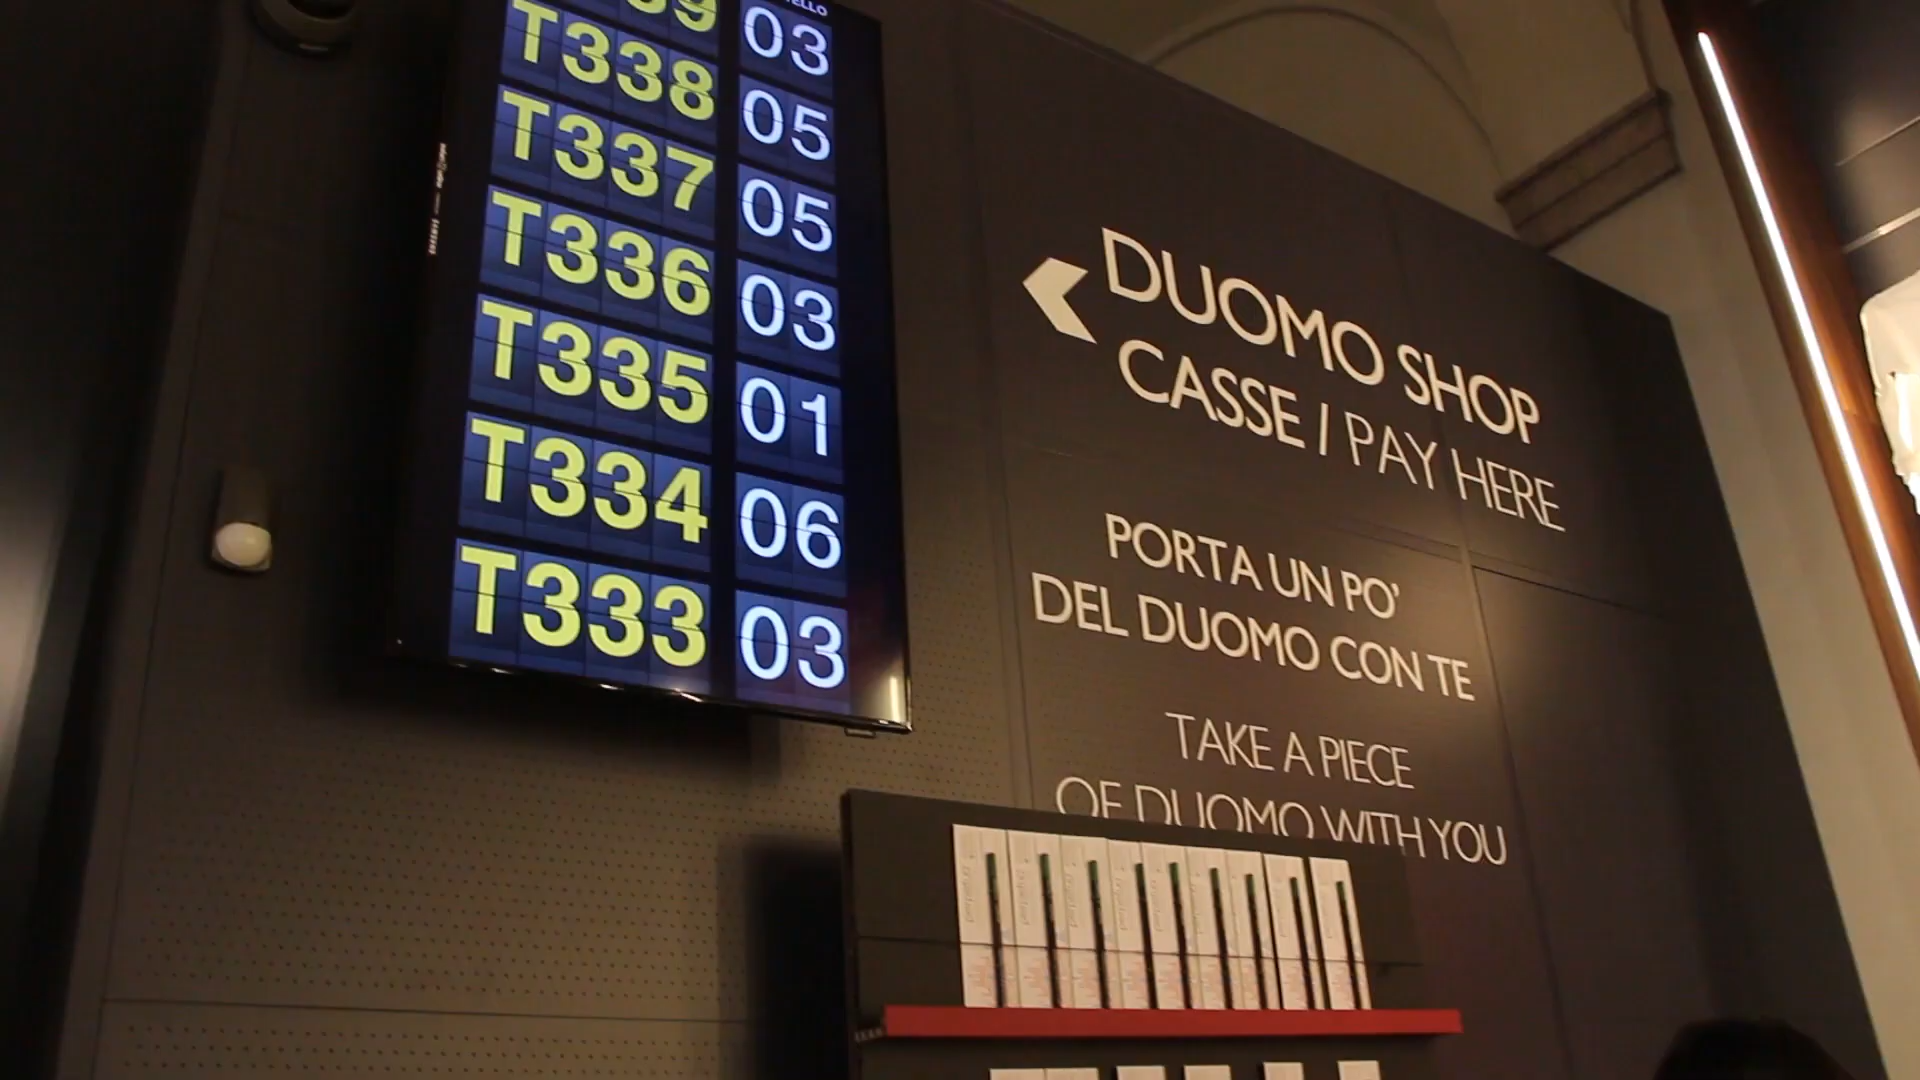 03
T338 05
T337 05
T336 03
T335 01
T334 06
T333 03
DUOMO SHOP
CASSE / PAY HERE
PORTA UN PO'
DEL DUOMO CON TE
TAKE A PIECE
OF DUOMO WITH YOU